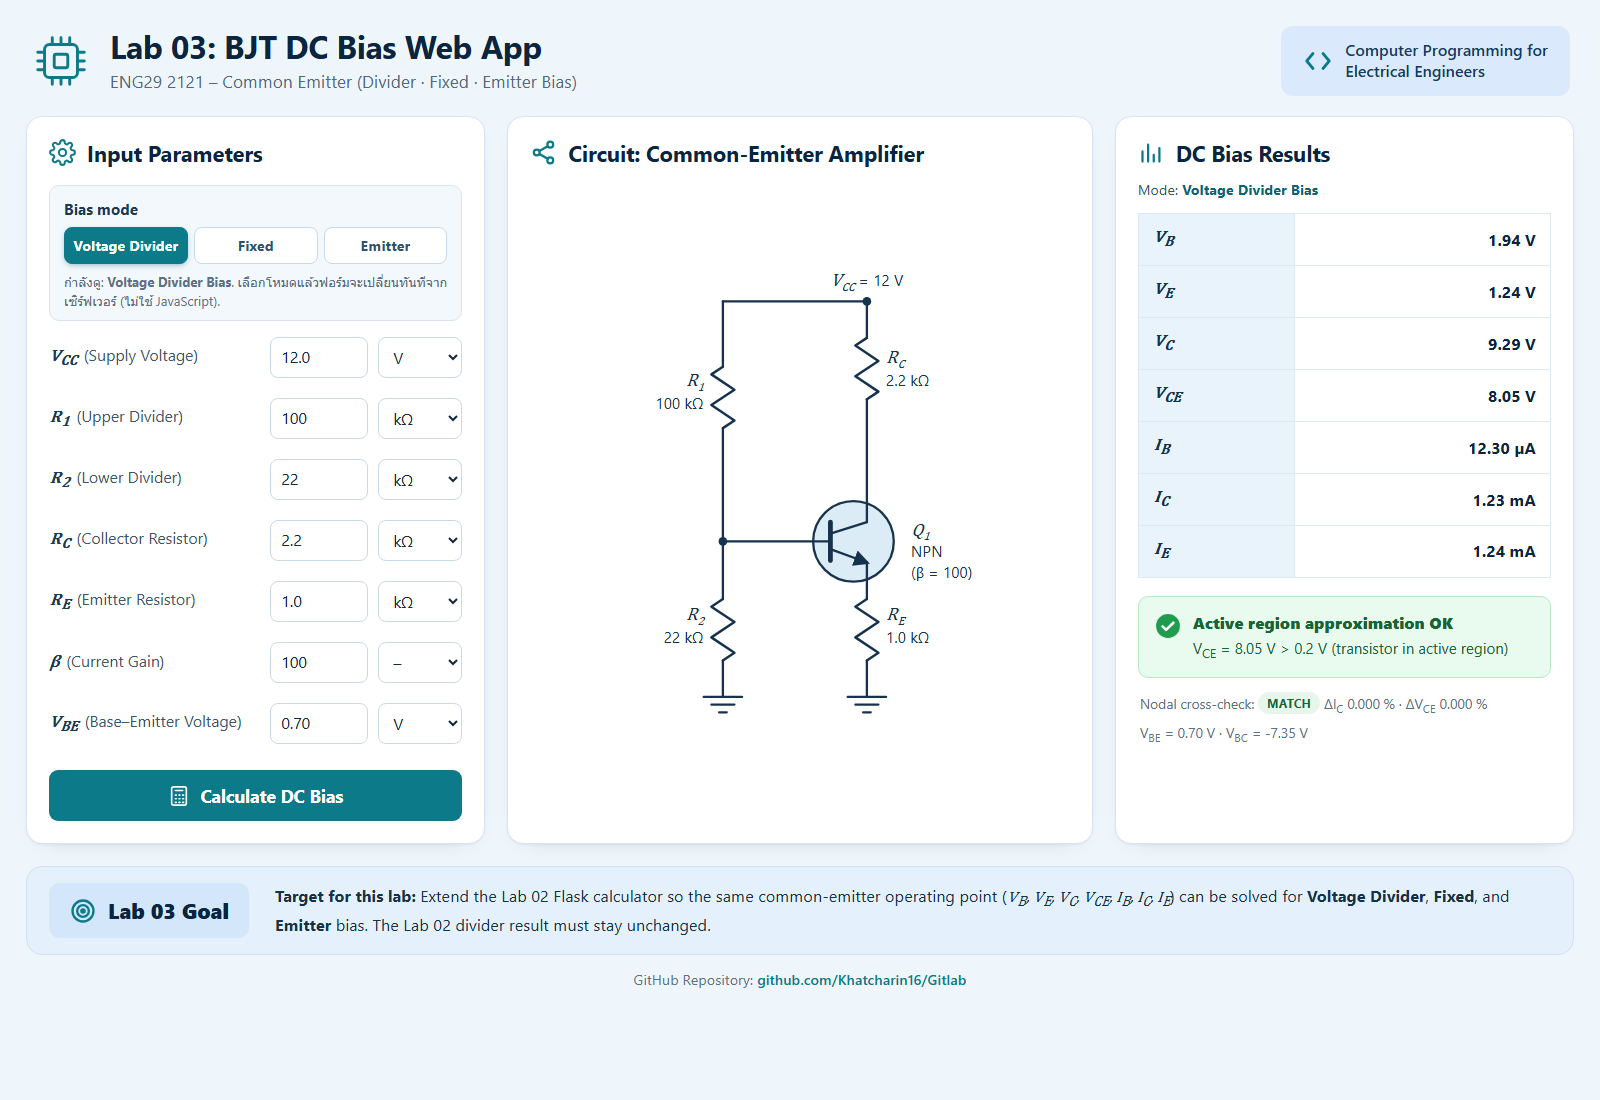 Lab 03: BJT DC Bias Web App
ENG29 2121 – Common Emitter (Divider · Fixed · Emitter Bias)
Computer Programming for
Electrical Engineers
Input Parameters
Bias mode
Voltage Divider
Fixed
Emitter
กำลังดู: Voltage Divider Bias. เลือกโหมดแล้วฟอร์มจะเปลี่ยนทันทีจาก
เซิร์ฟเวอร์ (ไม่ใช้ JavaScript).
VCC (Supply Voltage) 12.0 V
R1 (Upper Divider) 100 kΩ
R2 (Lower Divider) 22 kΩ
RC (Collector Resistor) 2.2 kΩ
RE (Emitter Resistor) 1.0 kΩ
β (Current Gain) 100 –
VBE (Base–Emitter Voltage) 0.70 V
Calculate DC Bias
Circuit: Common-Emitter Amplifier
VCC = 12 V
RC
2.2 kΩ
R1
100 kΩ
Q1
NPN
(β = 100)
R2
22 kΩ
RE
1.0 kΩ
DC Bias Results
Mode: Voltage Divider Bias
VB 1.94 V
VE 1.24 V
VC 9.29 V
VCE 8.05 V
IB 12.30 µA
IC 1.23 mA
IE 1.24 mA
Active region approximation OK
VCE = 8.05 V > 0.2 V (transistor in active region)
Nodal cross-check: MATCH ΔIC 0.000 % · ΔVCE 0.000 %
VBE = 0.70 V · VBC = -7.35 V
Lab 03 Goal
Target for this lab: Extend the Lab 02 Flask calculator so the same common-emitter operating point (VB, VE, VC, VCE, IB, IC, IE) can be solved for Voltage Divider, Fixed, and
Emitter bias. The Lab 02 divider result must stay unchanged.
GitHub Repository: github.com/Khatcharin16/Gitlab